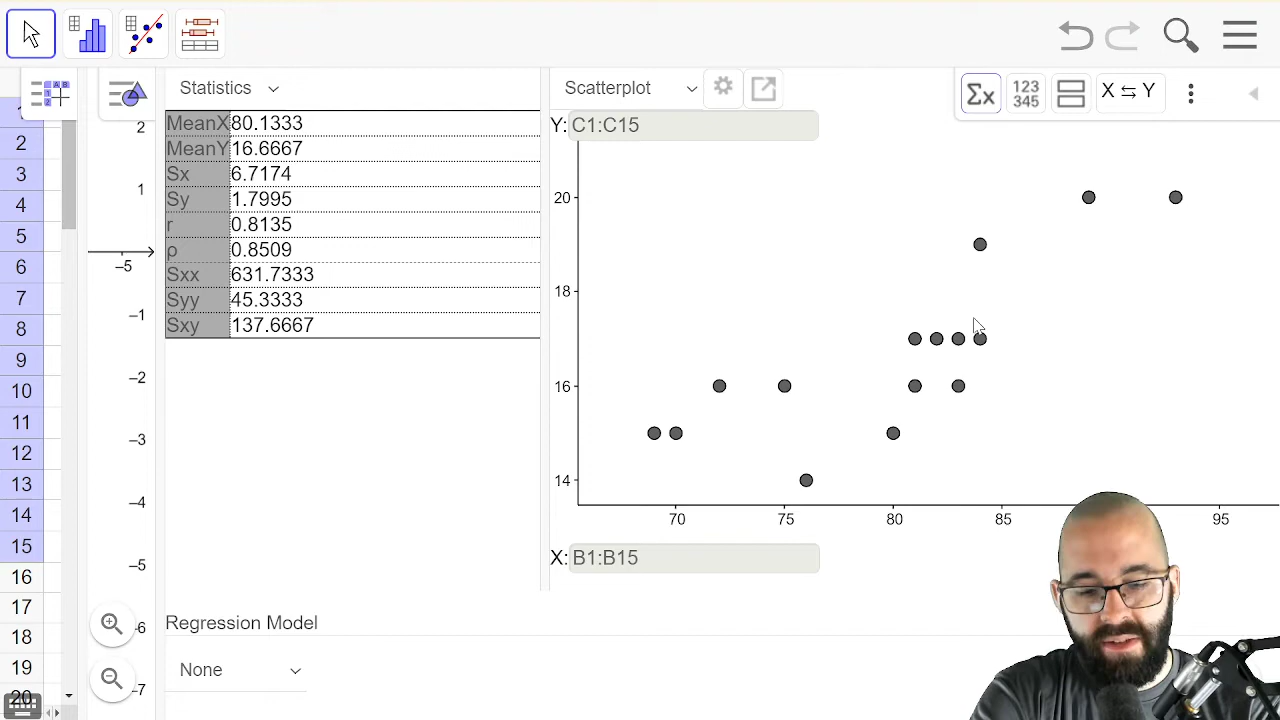 Statistics
Scatterplot
Σx
123
345
X ⇆ Y
Y: C1:C15
MeanX 80.1333
MeanY 16.6667
Sx 6.7174
Sy 1.7995
r 0.8135
ρ 0.8509
Sxx 631.7333
Syy 45.3333
Sxy 137.6667
2
3
4
5
6
7
8
9
10
11
12
13
14
15
16
17
18
19
20
2
1
−5
−1
−2
−3
−4
−5
−6
−7
20
18
16
14
70 75 80 85 95
X: B1:B15
Regression Model
None